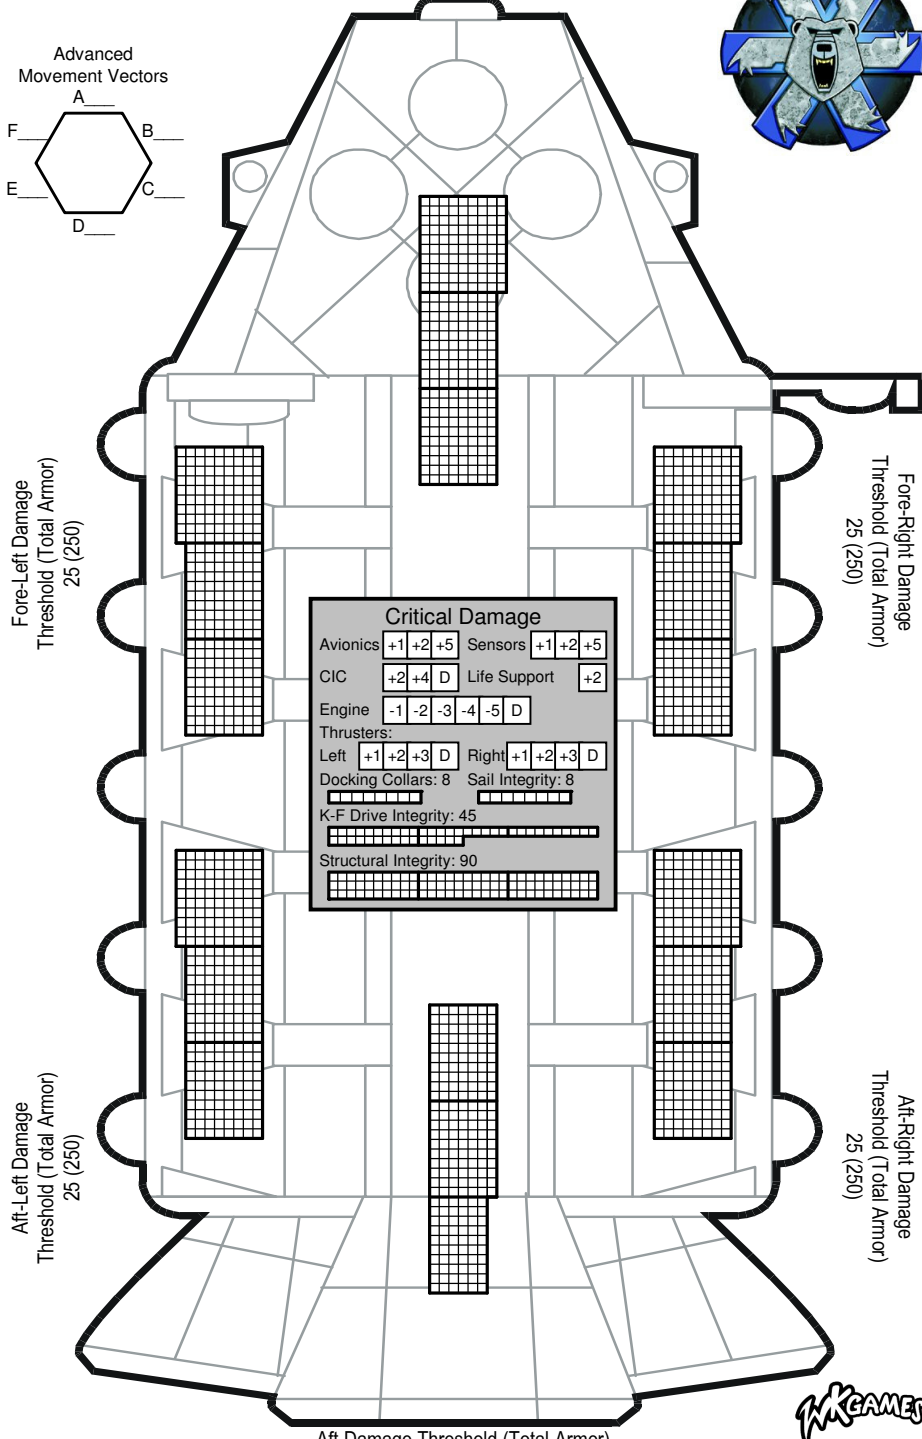 Advanced
Movement Vectors
A___
F___ B___
E___ C___
D___
Fore-Left Damage
Threshold (Total Armor)
25 (250)
Fore-Right Damage
Threshold (Total Armor)
25 (250)
Critical Damage
Avionics +1 +2 +5 Sensors +1 +2 +5
CIC +2 +4 D Life Support +2
Engine -1 -2 -3 -4 -5 D
Thrusters:
Left +1 +2 +3 D Right +1 +2 +3 D
Docking Collars: 8 Sail Integrity: 8
K-F Drive Integrity: 45
Structural Integrity: 90
Aft-Left Damage
Threshold (Total Armor)
25 (250)
Aft-Right Damage
Threshold (Total Armor)
25 (250)
WKGAMES
Aft Damage Threshold (Total Armor)